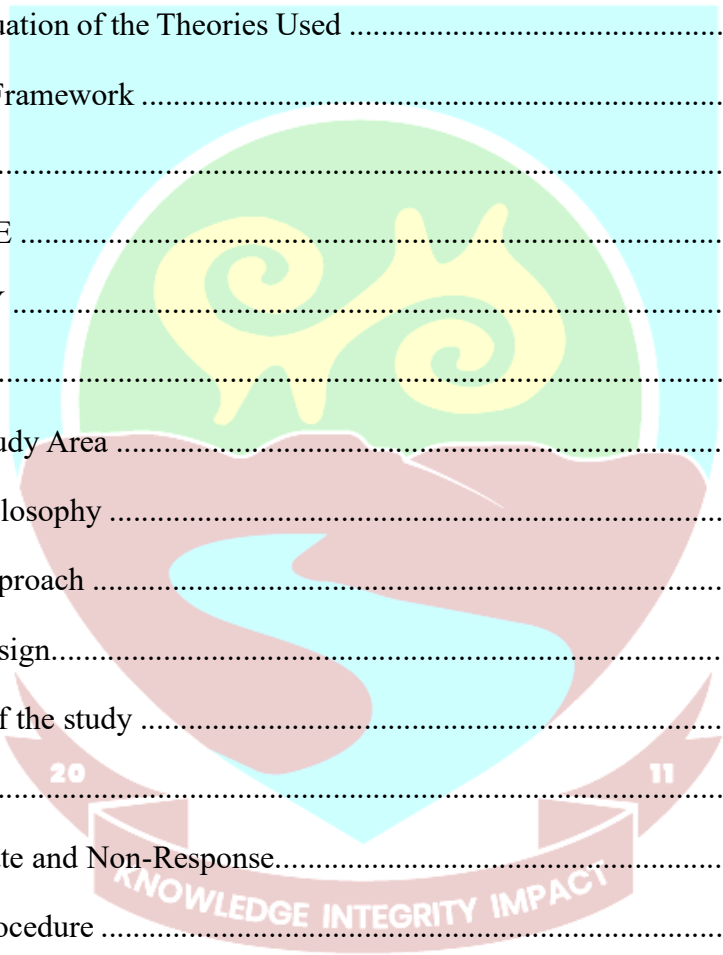 uation of the Theories Used ................................................
Framework ..........................................................................
..........................................................................................
E ........................................................................................
..........................................................................................
..........................................................................................
udy Area ............................................................................
losophy .............................................................................
proach ...............................................................................
sign....................................................................................
f the study .........................................................................
20 11
..........................................................................................
te and Non-Response.........................................................
KNOWLEDGE INTEGRITY IMPACT
ocedure ..............................................................................